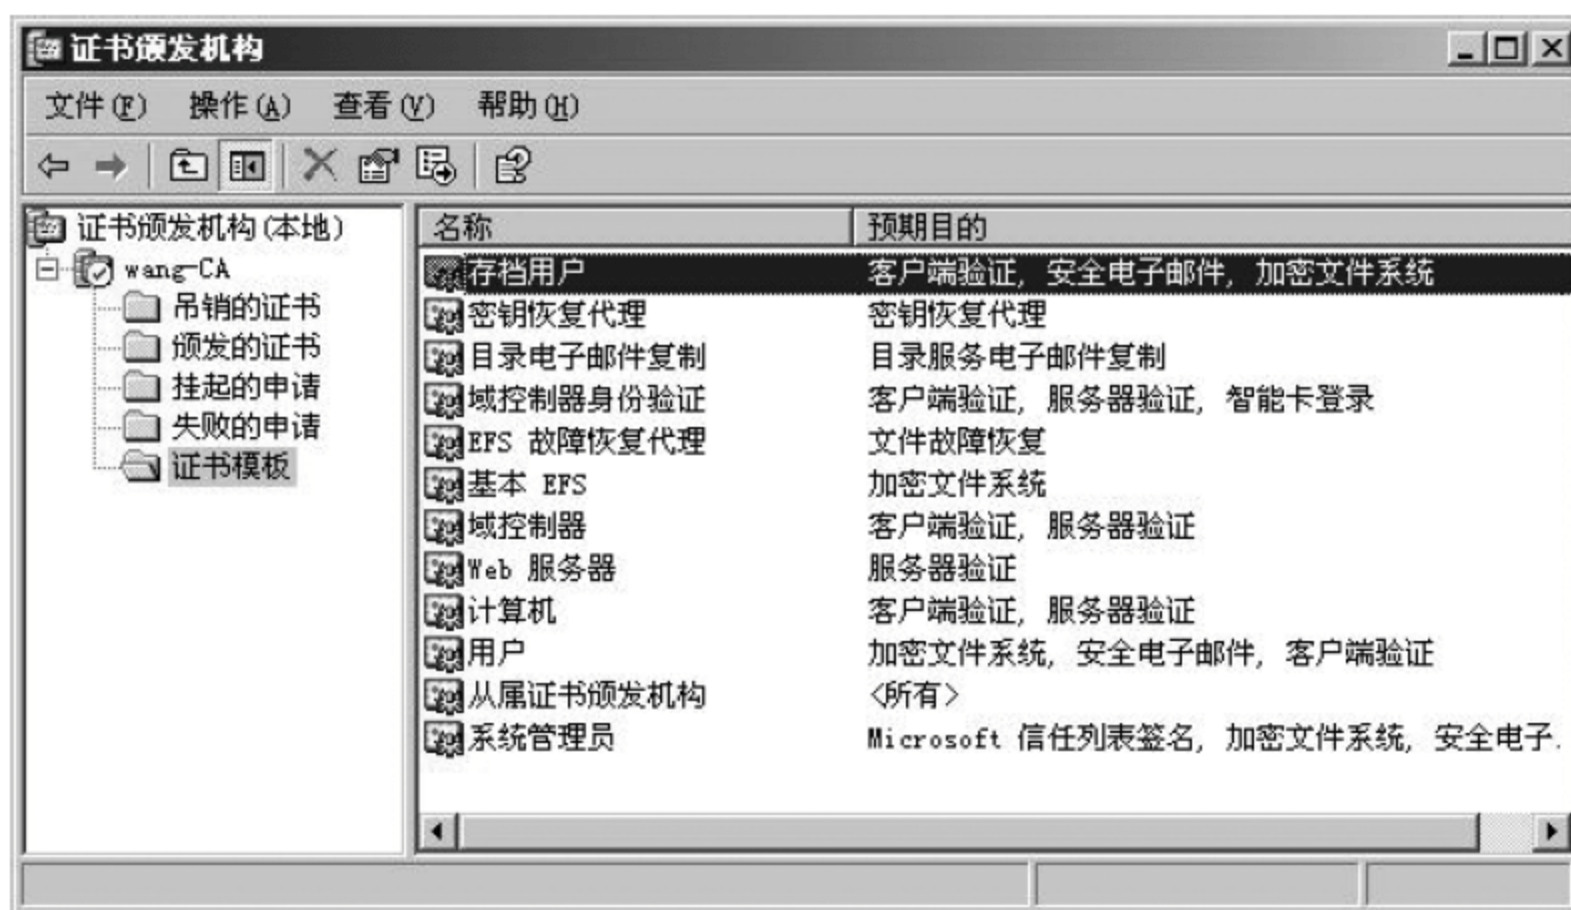 证书颁发机构
文件(F) 操作(A) 查看(V) 帮助(H)
证书颁发机构(本地)
wang-CA
吊销的证书
颁发的证书
挂起的申请
失败的申请
证书模板
名称 预期目的
存档用户 客户端验证, 安全电子邮件, 加密文件系统
密钥恢复代理 密钥恢复代理
目录电子邮件复制 目录服务电子邮件复制
域控制器身份验证 客户端验证, 服务器验证, 智能卡登录
EFS 故障恢复代理 文件故障恢复
基本 EFS 加密文件系统
域控制器 客户端验证, 服务器验证
Web 服务器 服务器验证
计算机 客户端验证, 服务器验证
用户 加密文件系统, 安全电子邮件, 客户端验证
从属证书颁发机构 <所有>
系统管理员 Microsoft 信任列表签名, 加密文件系统, 安全电子.